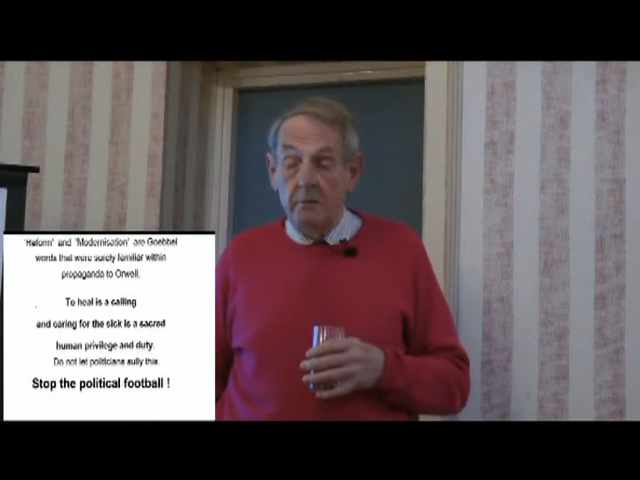 'Reform' and 'Modernisation' are Goebbel
words that were surely familiar within
propaganda to Orwell.
To heal is a calling
and caring for the sick is a sacred
human privilege and duty.
Do not let politicians sully this.
Stop the political football !